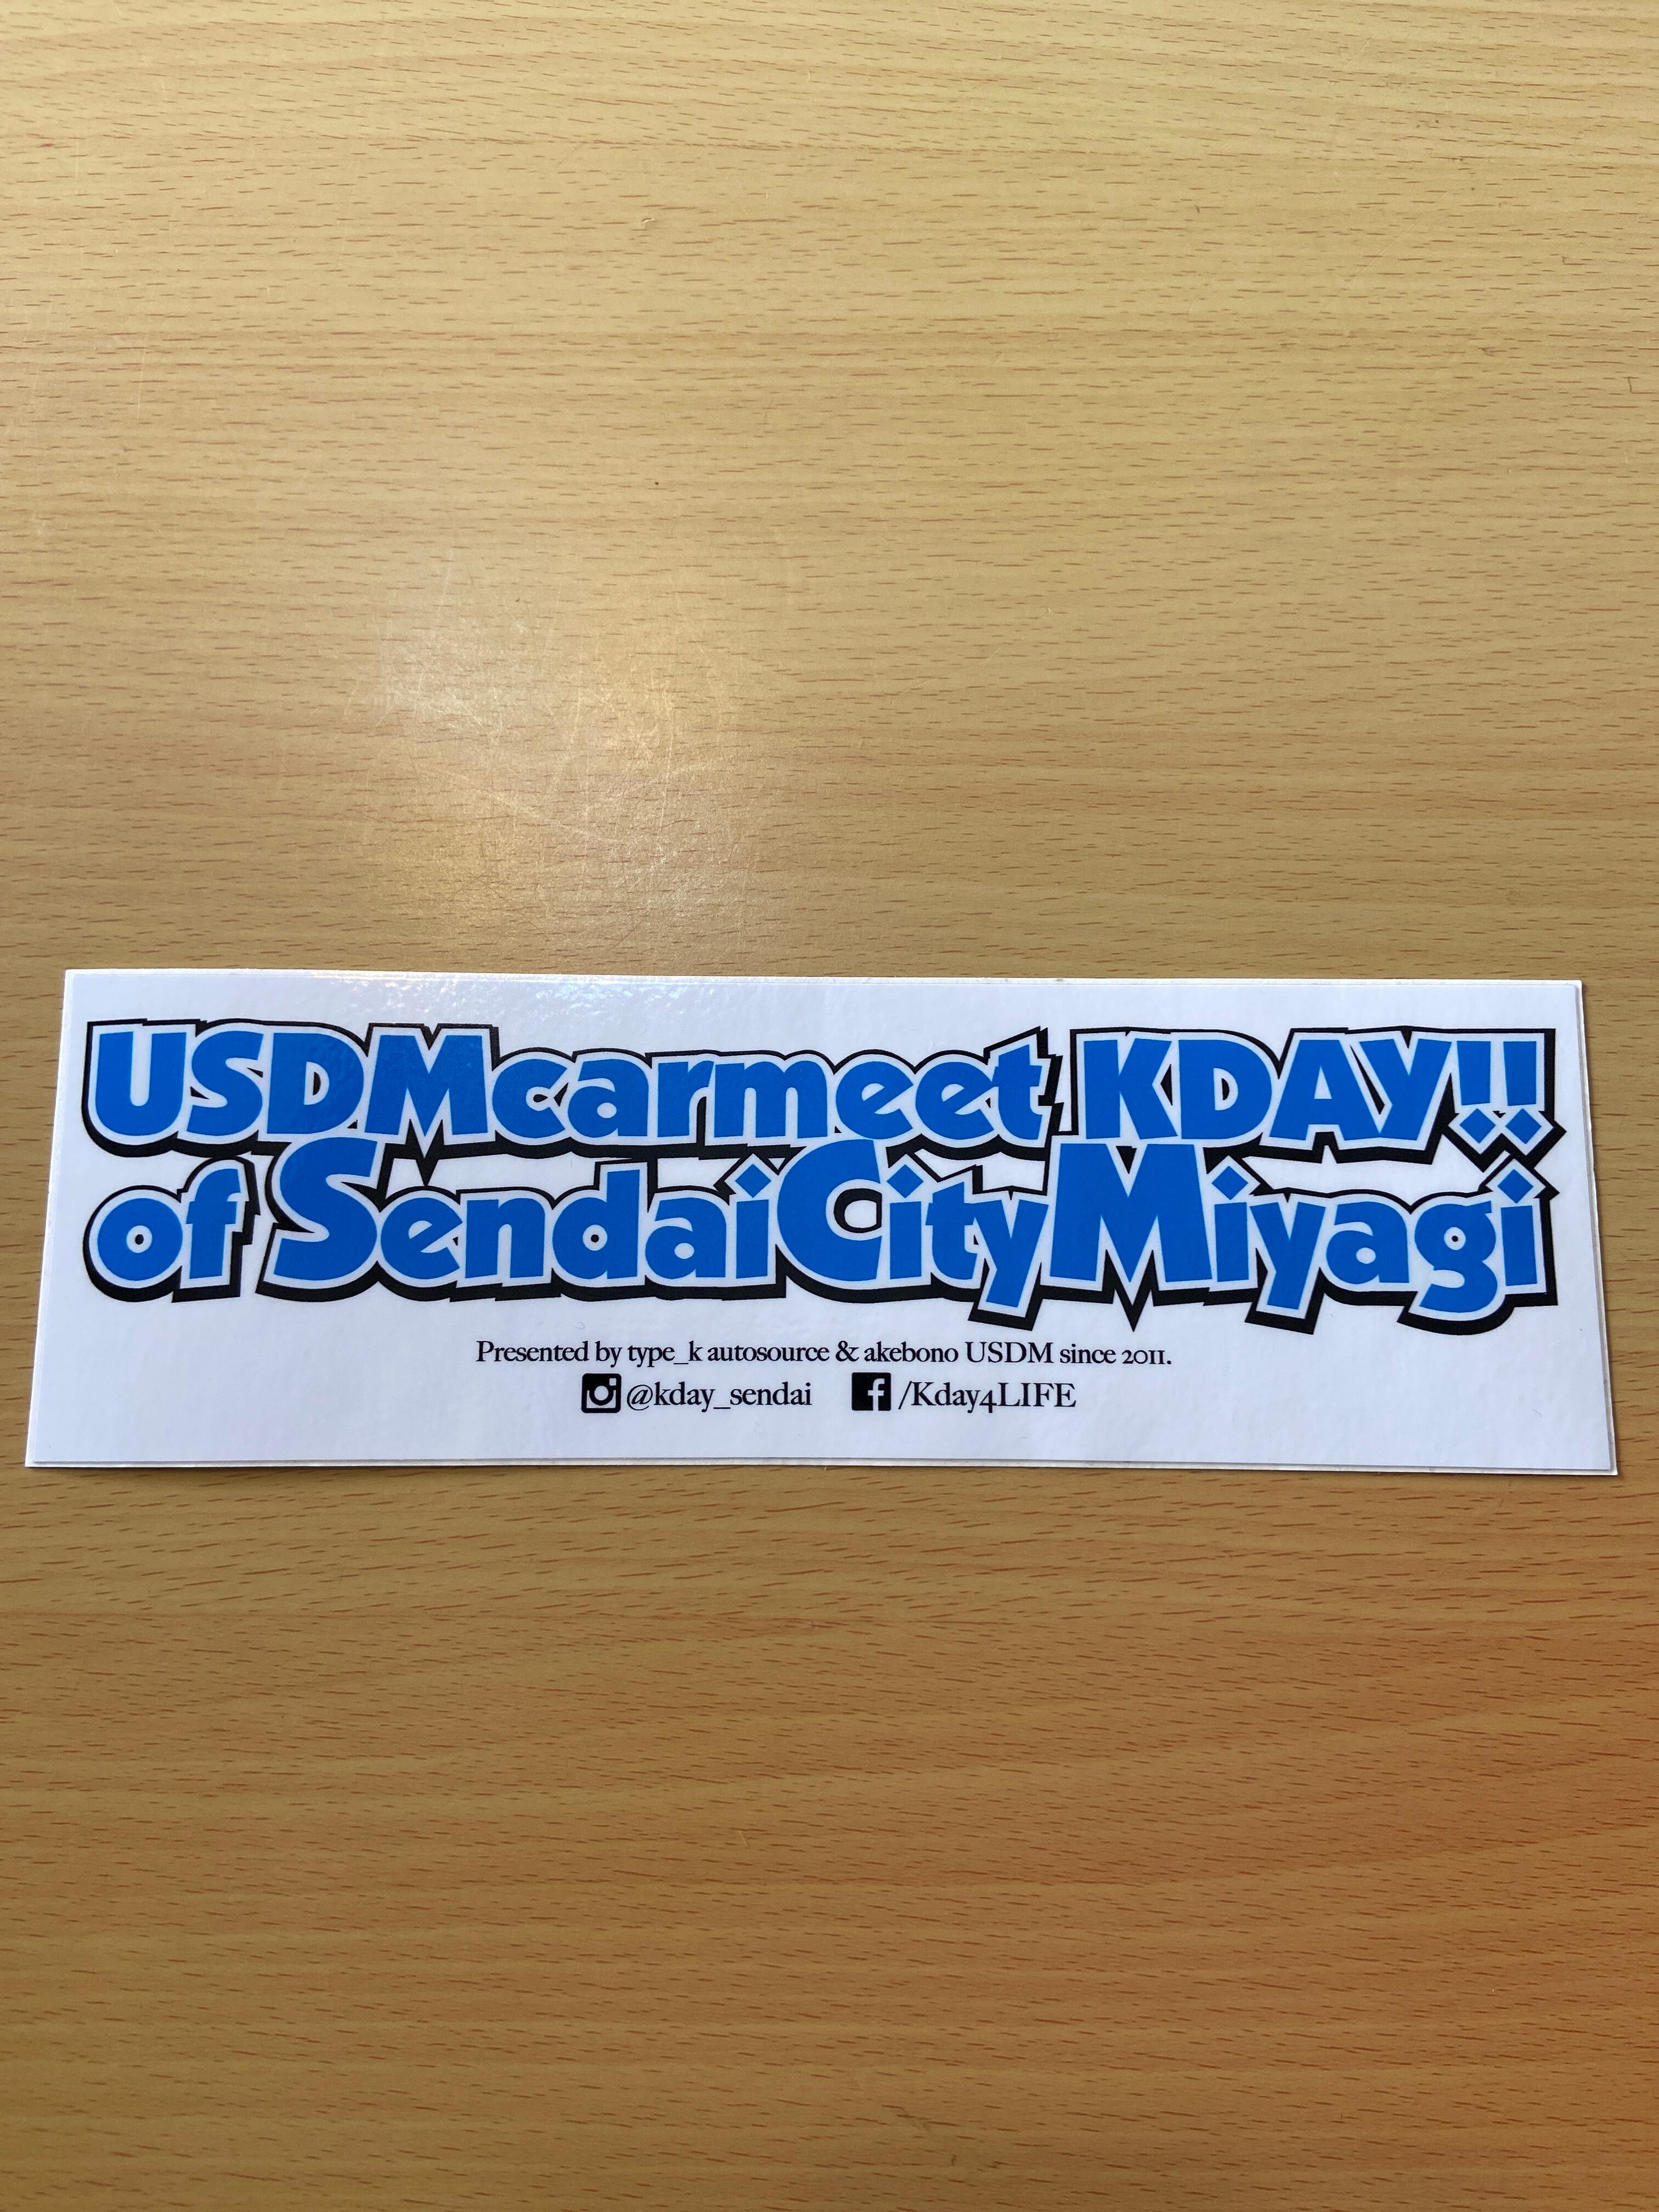 USDMcarmeet KDAY!!
of SendaiCityMiyagi
Presented by type_k autosource & akebono USDM since 2011.
@kday_sendai /Kday4LIFE